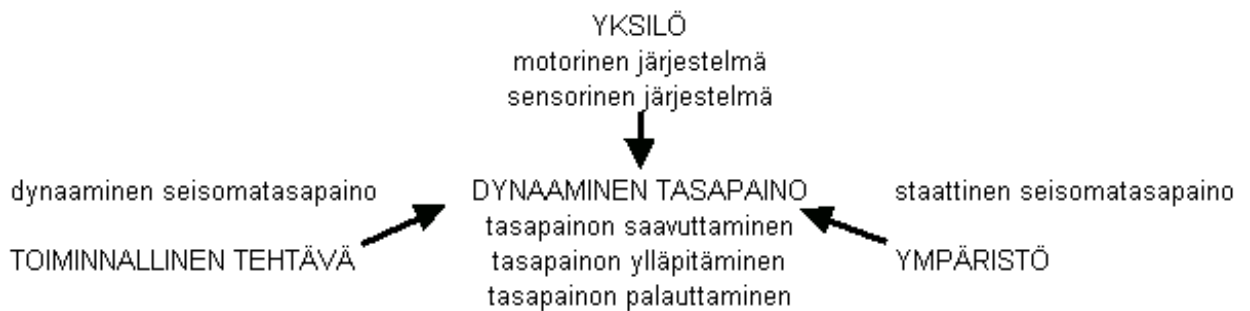 YKSILÖ
motorinen järjestelmä
sensorinen järjestelmä
dynaaminen seisomatasapaino
DYNAAMINEN TASAPAINO
staattinen seisomatasapaino
tasapainon saavuttaminen
TOIMINNALLINEN TEHTÄVÄ
tasapainon ylläpitäminen
YMPÄRISTÖ
tasapainon palauttaminen